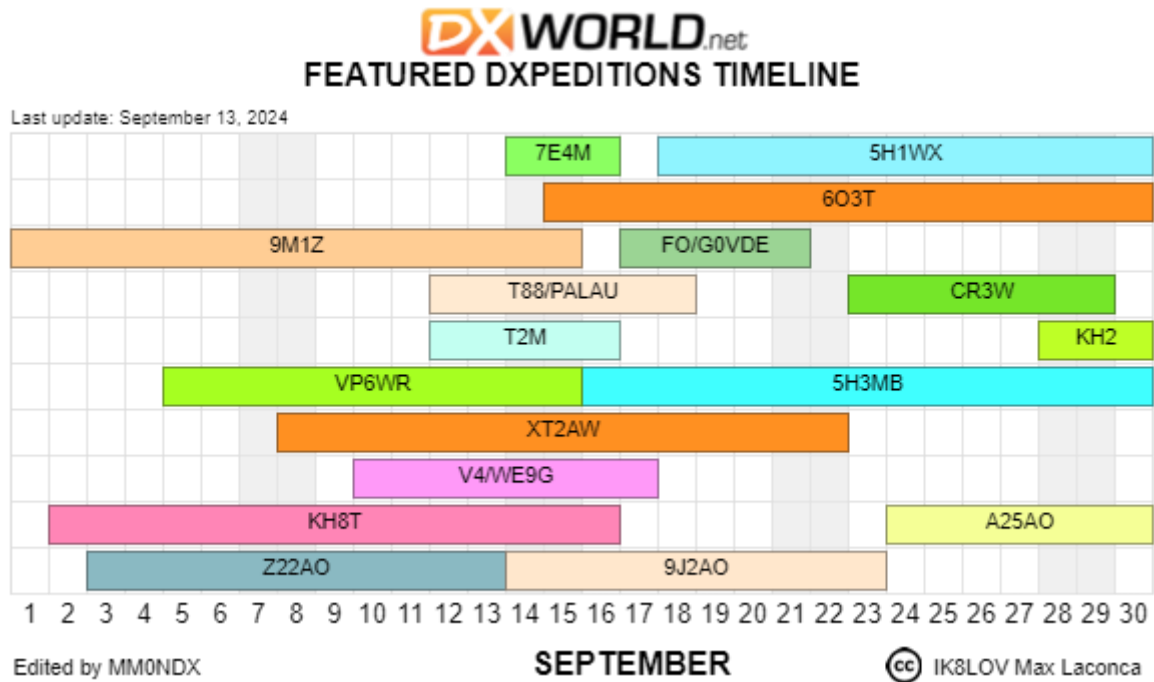 DX WORLD.net
FEATURED DXPEDITIONS TIMELINE
Last update: September 13, 2024
7E4M 5H1WX
6O3T
9M1Z FO/G0VDE
T88/PALAU CR3W
T2M KH2
VP6WR 5H3MB
XT2AW
V4/WE9G
KH8T A25AO
Z22AO 9J2AO
1 2 3 4 5 6 7 8 9 10 11 12 13 14 15 16 17 18 19 20 21 22 23 24 25 26 27 28 29 30
Edited by MM0NDX SEPTEMBER cc IK8LOV Max Laconca